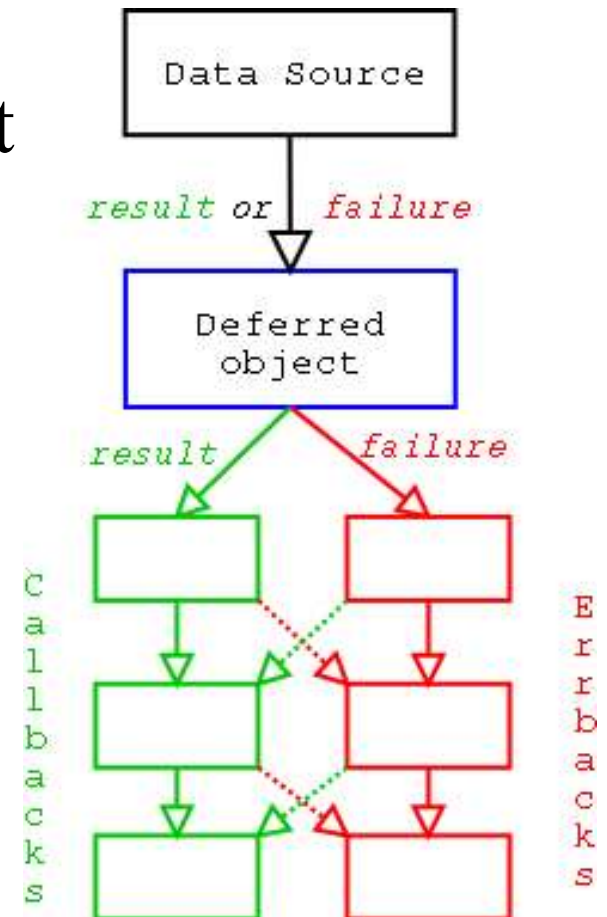 t
Data Source
result or failure
Deferred
object
result
failure
Callbacks
Errbacks